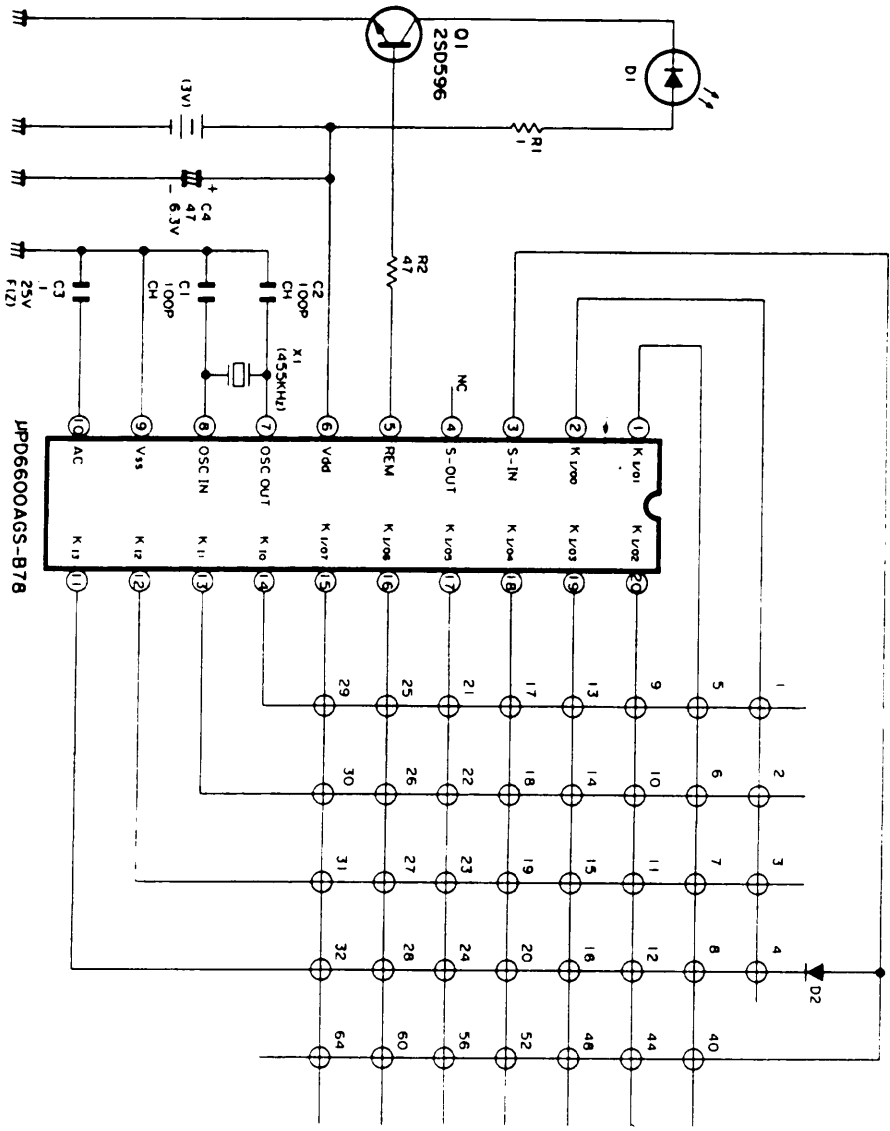 Q1
2SD596
D1
(3V)
R1
1
+
C4
47
6.3V
-
R2
47
C2
100P
CH
C1
100P
CH
C3
.1
25V
F(Z)
X1
(455KHz)
NC
10 9 8 7 6 5 4 3 2 1
AC
Vss
OSC IN
OSC OUT
Vdd
REM
S-OUT
S-IN
K I/O0
K I/O1
K I3
K I2
K I1
K I0
K I/O7
K I/O6
K I/O5
K I/O4
K I/O3
K I/O2
11 12 13 14 15 16 17 18 19 20
μPD6600AGS-B78
29 25 21 17 13 9 5 1
30 26 22 18 14 10 6 2
31 27 23 19 15 11 7 3
32 28 24 20 16 12 8 4
D2
64 60 56 52 48 44 40